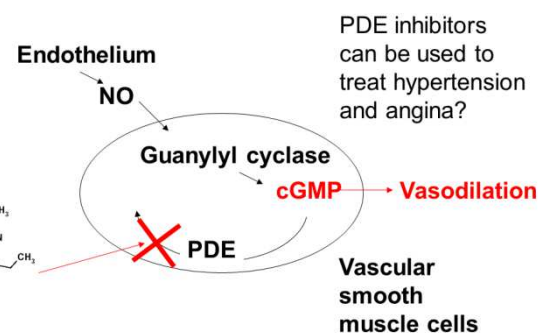 PDE inhibitors
can be used to
treat hypertension
and angina?
Endothelium
NO
Guanylyl cyclase
cGMP
Vasodilation
PDE
CH₃
Vascular
smooth
muscle cells